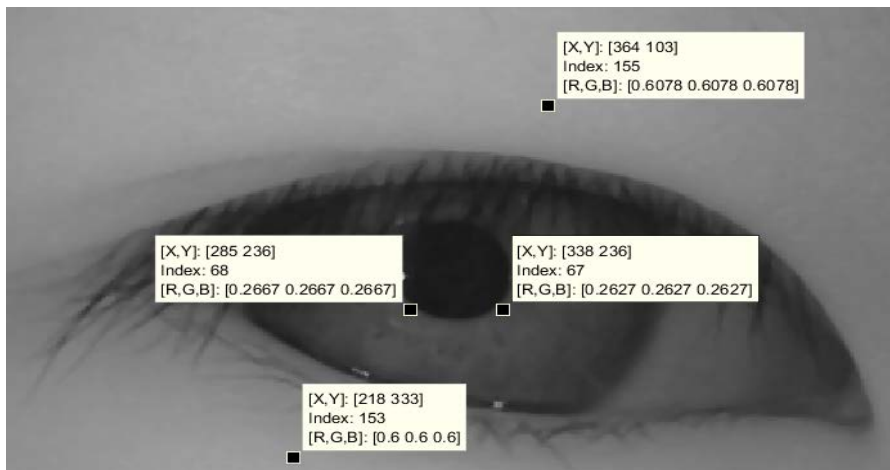 [X,Y]: [364 103]
Index: 155
[R,G,B]: [0.6078 0.6078 0.6078]
[X,Y]: [285 236]
Index: 68
[R,G,B]: [0.2667 0.2667 0.2667]
[X,Y]: [338 236]
Index: 67
[R,G,B]: [0.2627 0.2627 0.2627]
[X,Y]: [218 333]
Index: 153
[R,G,B]: [0.6 0.6 0.6]